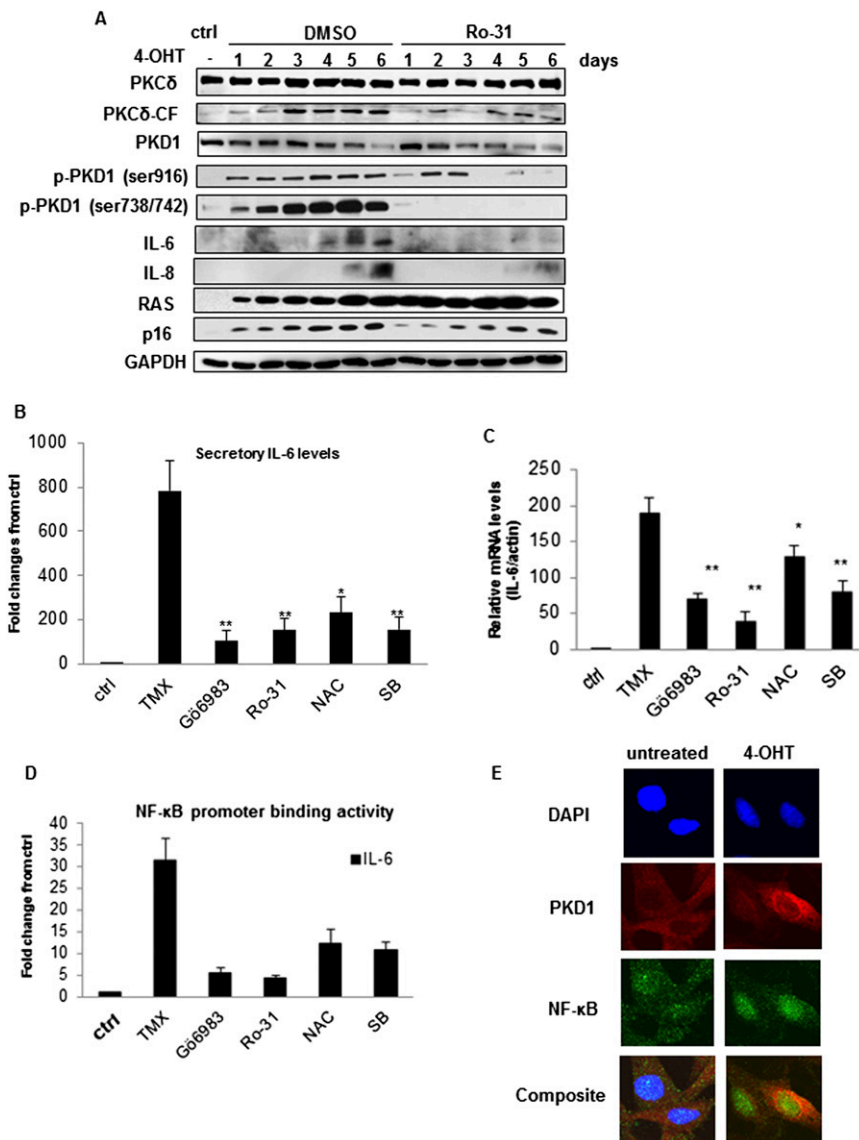 A
ctrl DMSO Ro-31
4-OHT - 1 2 3 4 5 6 1 2 3 4 5 6 days
PKCδ
PKCδ-CF
PKD1
p-PKD1 (ser916)
p-PKD1 (ser738/742)
IL-6
IL-8
RAS
p16
GAPDH
B
Secretory IL-6 levels
Fold changes from ctrl
1000
800
600
400
200
0
** ** * **
ctrl TMX Gö6983 Ro-31 NAC SB
C
Relative mRNA levels
(IL-6/actin)
250
200
150
100
50
0
** ** * **
ctrl TMX Gö6983 Ro-31 NAC SB
D
NF-κB promoter binding activity
Fold change from ctrl
40
35
30
25
20
15
10
5
0
IL-6
ctrl TMX Gö6983 Ro-31 NAC SB
E
untreated 4-OHT
DAPI
PKD1
NF-κB
Composite